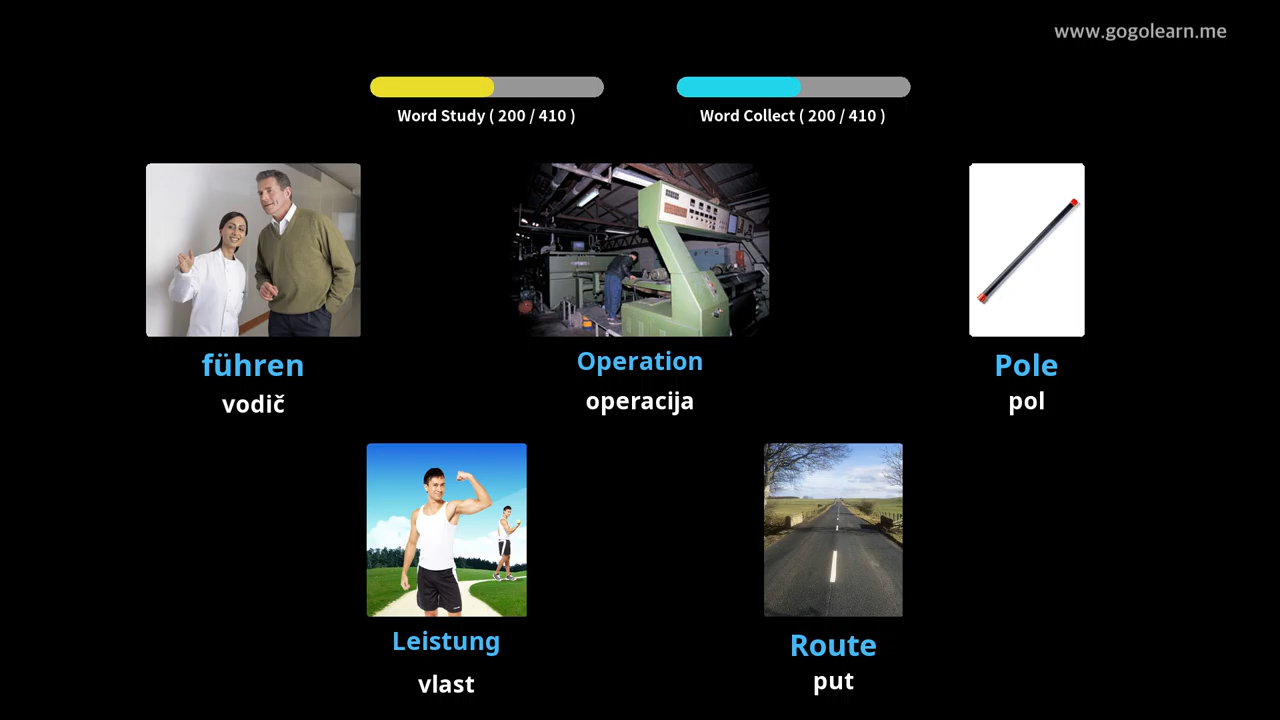 www.gogolearn.me
Word Study ( 200 / 410 )
Word Collect ( 200 / 410 )
führen
vodič
Operation
operacija
Pole
pol
Leistung
vlast
Route
put